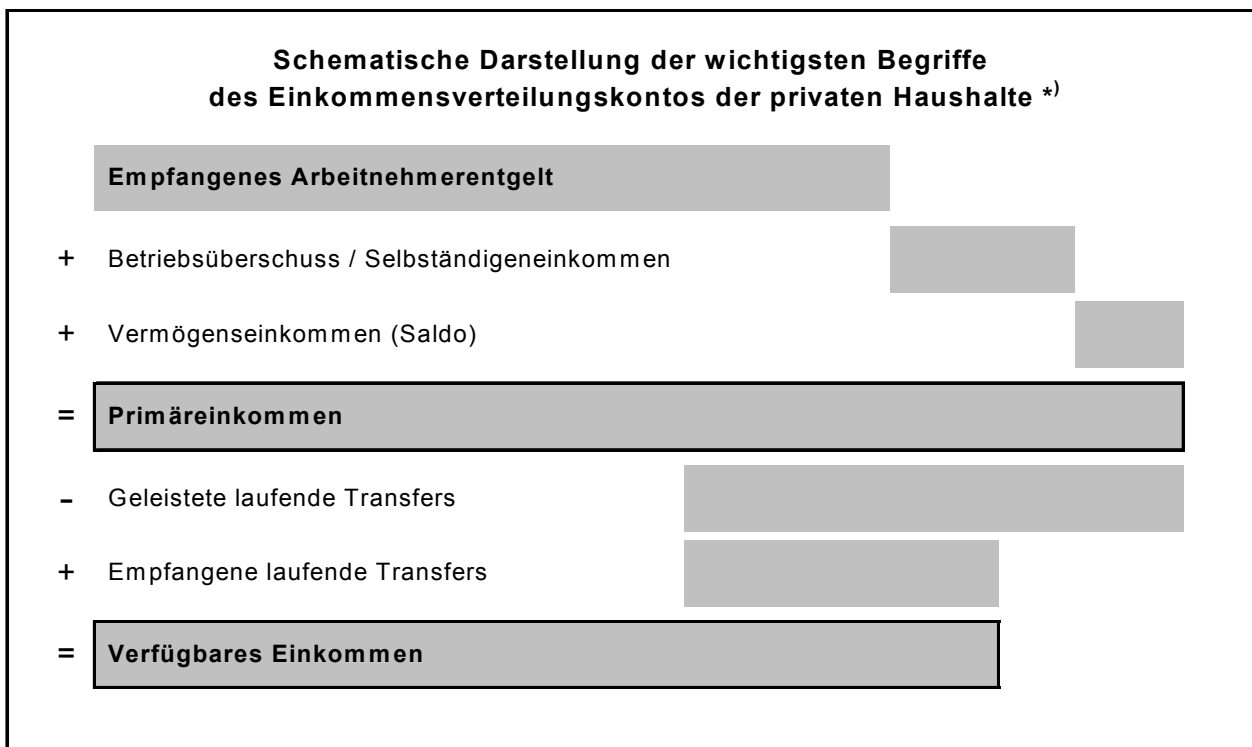 Schematische Darstellung der wichtigsten Begriffe
des Einkommensverteilungskontos der privaten Haushalte *)
Empfangenes Arbeitnehmerentgelt
+ Betriebsüberschuss / Selbständigeneinkommen
+ Vermögenseinkommen (Saldo)
= Primäreinkommen
- Geleistete laufende Transfers
+ Empfangene laufende Transfers
= Verfügbares Einkommen